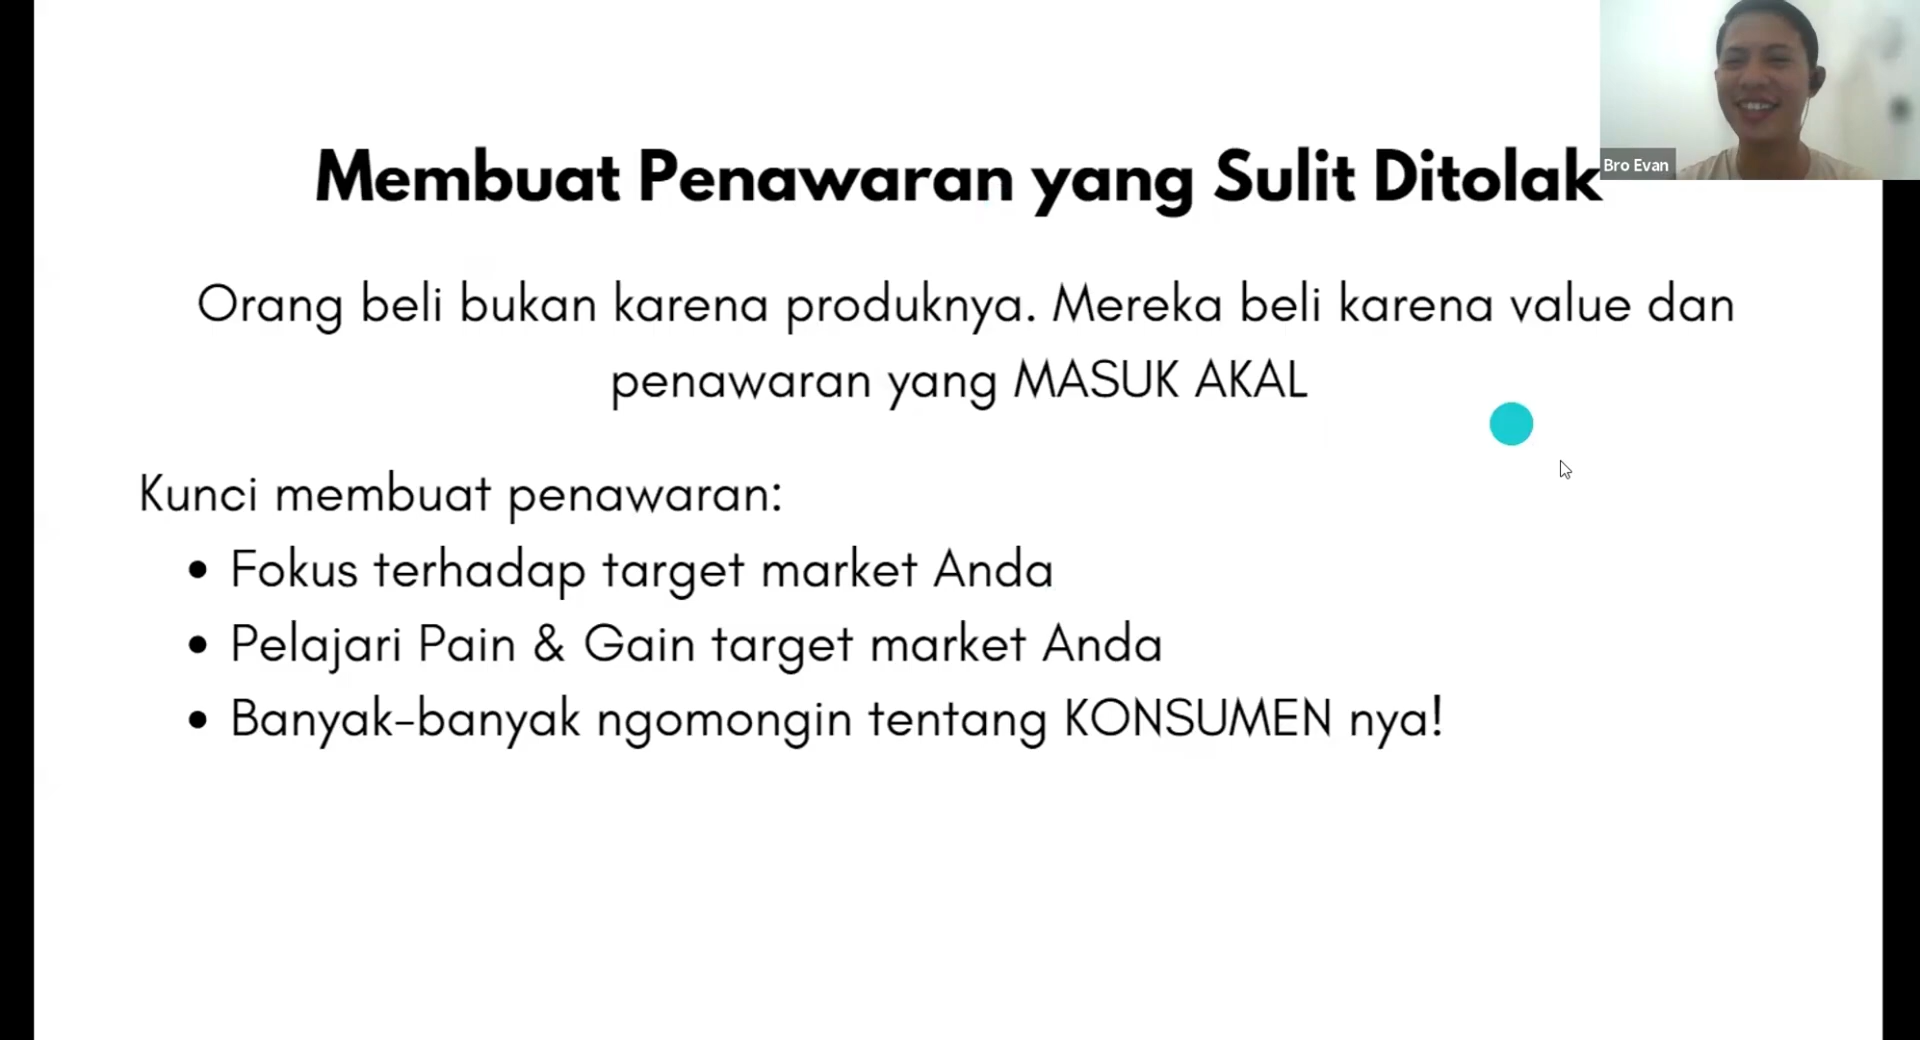 Membuat Penawaran yang Sulit Ditolak
Bro Evan
Orang beli bukan karena produknya. Mereka beli karena value dan
penawaran yang MASUK AKAL
Kunci membuat penawaran:
• Fokus terhadap target market Anda
• Pelajari Pain & Gain target market Anda
• Banyak-banyak ngomongin tentang KONSUMEN nya!